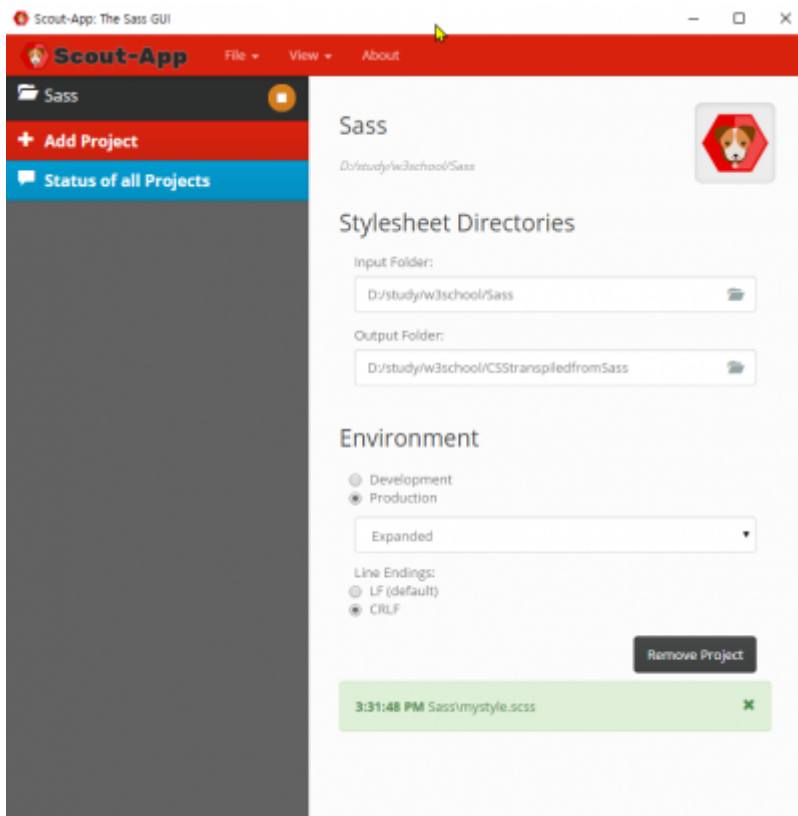 Scout-App: The Sass GUI
Scout-App File View About
Sass
Add Project
Status of all Projects
Sass
D:/study/w3school/Sass
Stylesheet Directories
Input Folder:
D:/study/w3school/Sass
Output Folder:
D:/study/w3school/CSStranspiledfromSass
Environment
Development
Production
Expanded
Line Endings:
LF (default)
CRLF
Remove Project
3:31:48 PM Sass\mystyle.scss